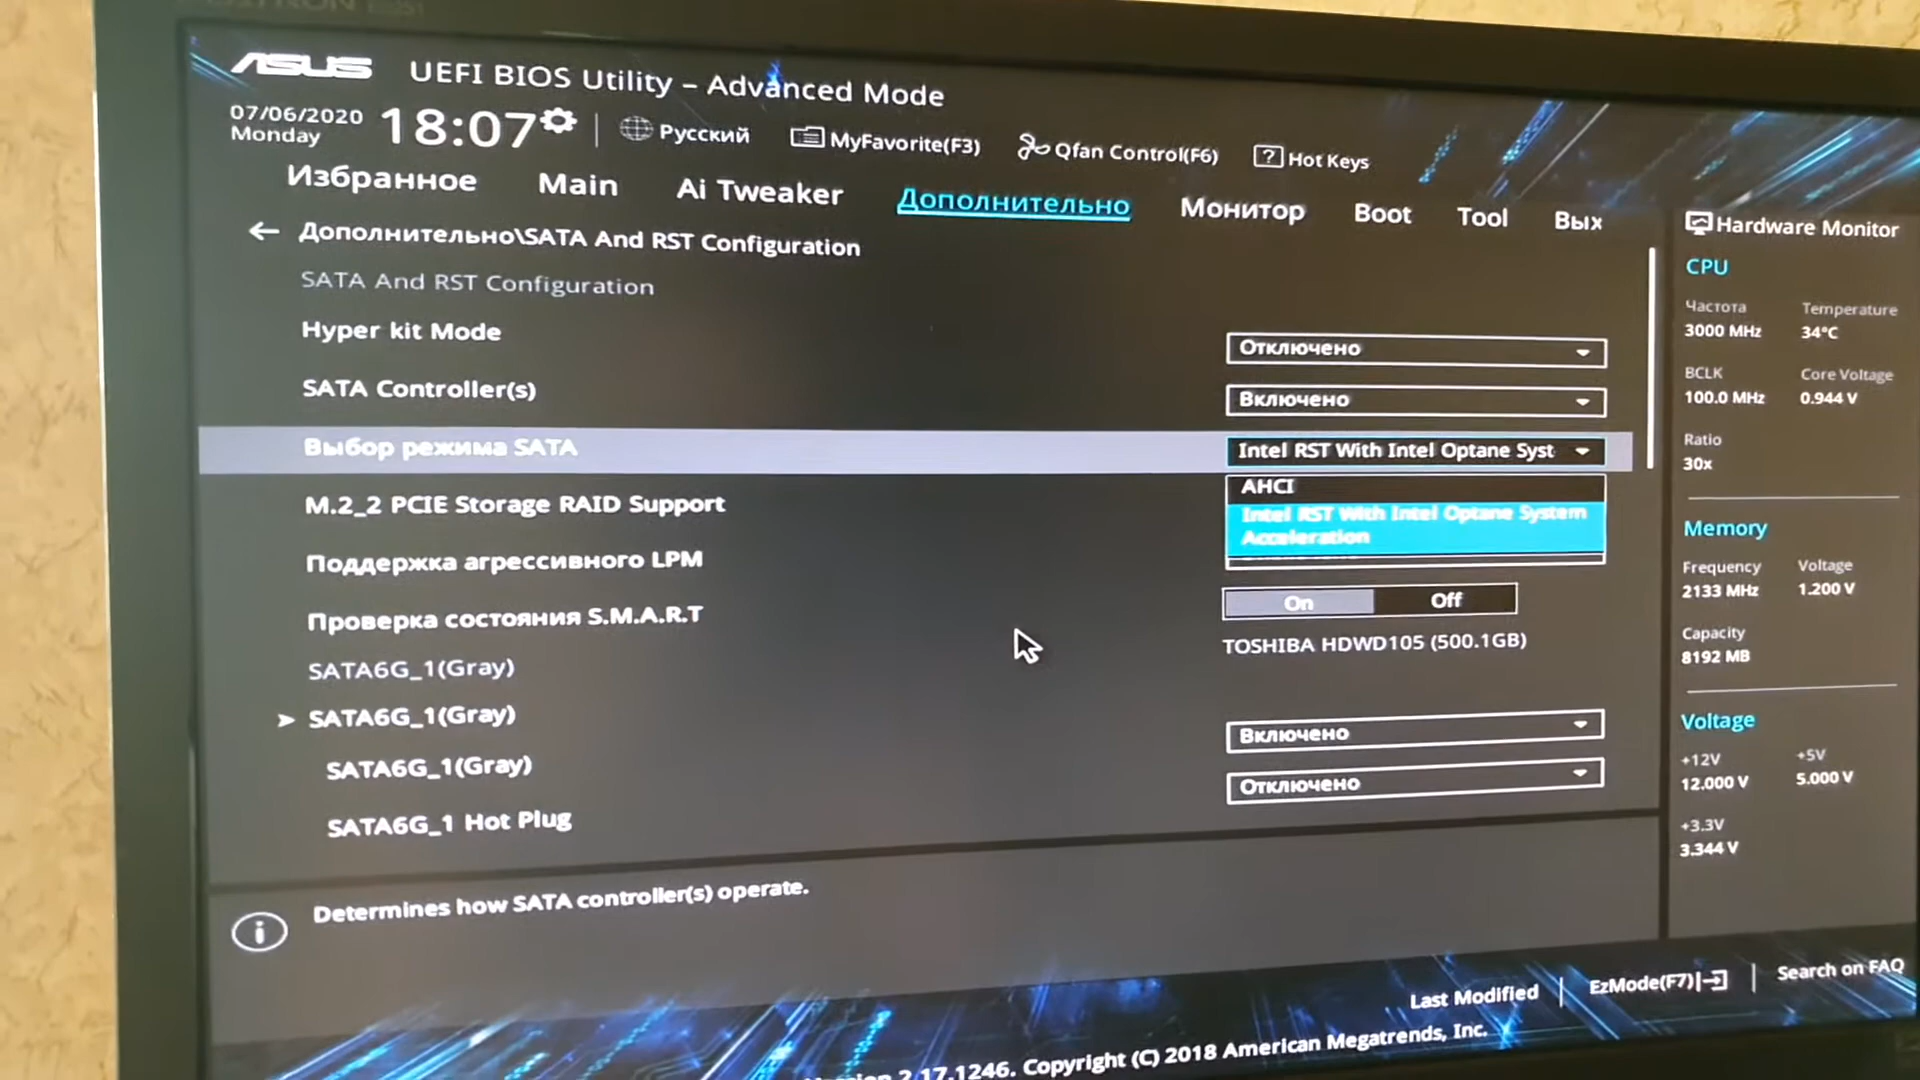 ASUS UEFI BIOS Utility – Advanced Mode
07/06/2020
Monday
18:07
Русский
MyFavorite(F3)
Qfan Control(F6)
? Hot Keys
Избранное Main Ai Tweaker Дополнительно Монитор Boot Tool Вых
Дополнительно\SATA And RST Configuration
SATA And RST Configuration
Hyper kit Mode Отключено
SATA Controller(s) Включено
Выбор режима SATA Intel RST With Intel Optane Syst
AHCI
Intel RST With Intel Optane System
Acceleration
M.2_2 PCIE Storage RAID Support
Поддержка агрессивного LPM
Проверка состояния S.M.A.R.T On Off
SATA6G_1(Gray) TOSHIBA HDWD105 (500.1GB)
SATA6G_1(Gray)
SATA6G_1(Gray) Включено
SATA6G_1 Hot Plug Отключено
Determines how SATA controller(s) operate.
Hardware Monitor
CPU
Частота Temperature
3000 MHz 34°C
BCLK Core Voltage
100.0 MHz 0.944 V
Ratio
30x
Memory
Frequency Voltage
2133 MHz 1.200 V
Capacity
8192 MB
Voltage
+12V +5V
12.000 V 5.000 V
+3.3V
3.344 V
Last Modified EzMode(F7) Search on FAQ
2.17.1246. Copyright (C) 2018 American Megatrends, Inc.